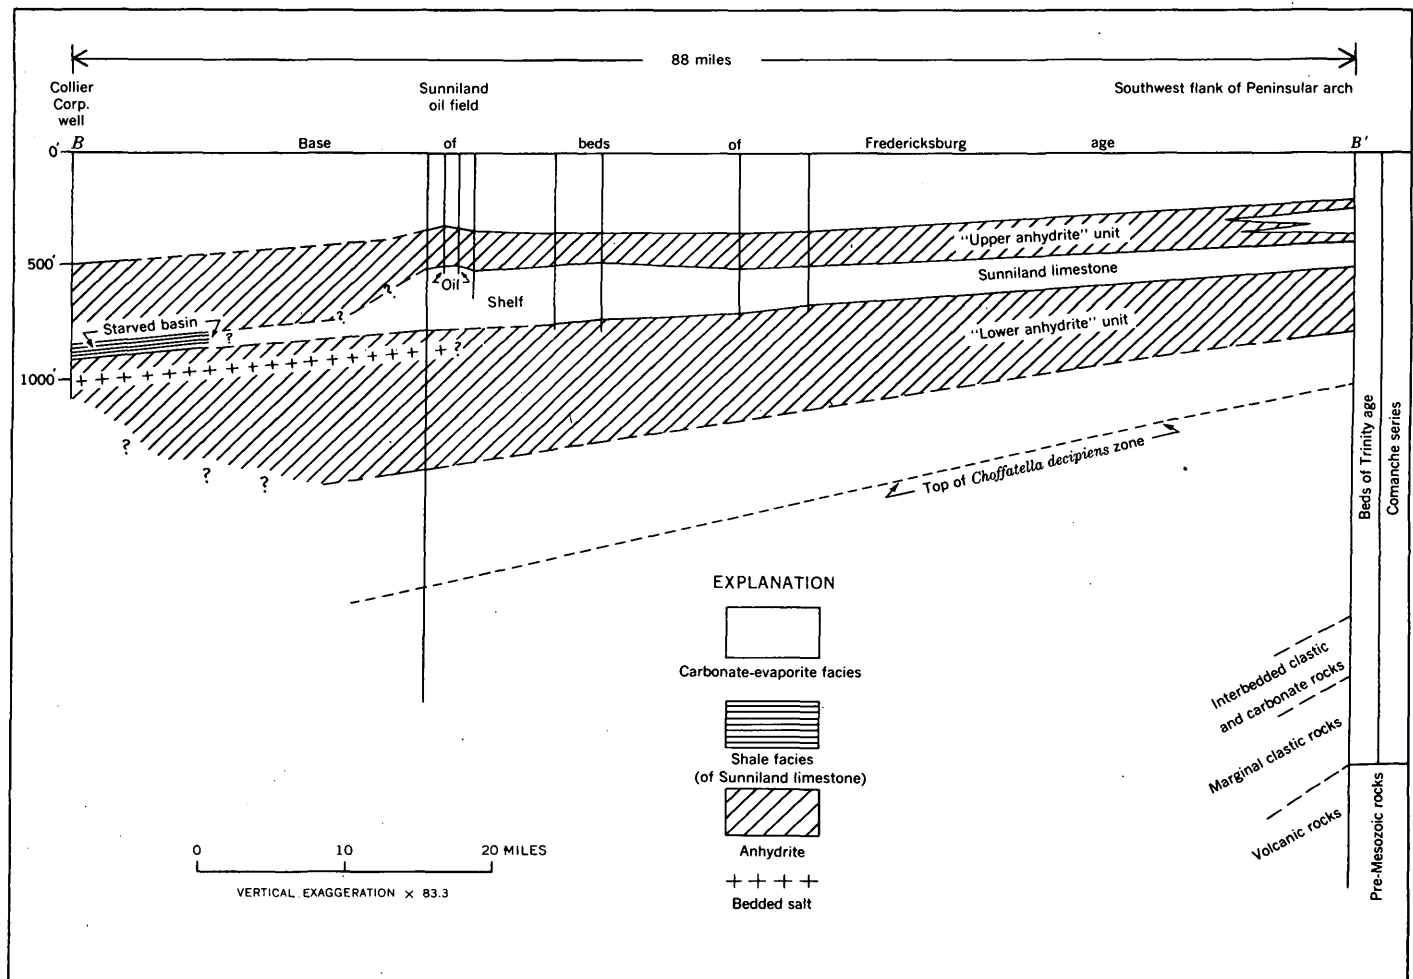 88 miles
Collier
Corp.
well
Sunniland
oil field
Southwest flank of Peninsular arch
B
Base of beds of Fredericksburg age
B'
0'
500'
1000'
"Upper anhydrite" unit
Sunniland limestone
Oil
?
Shelf
?
Starved basin
?
"Lower anhydrite" unit
?
?
?
?
Top of Choffatella decipiens zone
Beds of Trinity age
Comanche series
Pre-Mesozoic rocks
Interbedded clastic
and carbonate rocks
Marginal clastic rocks
Volcanic rocks
EXPLANATION
Carbonate-evaporite facies
Shale facies
(of Sunniland limestone)
Anhydrite
Bedded salt
0 10 20 MILES
VERTICAL EXAGGERATION × 83.3